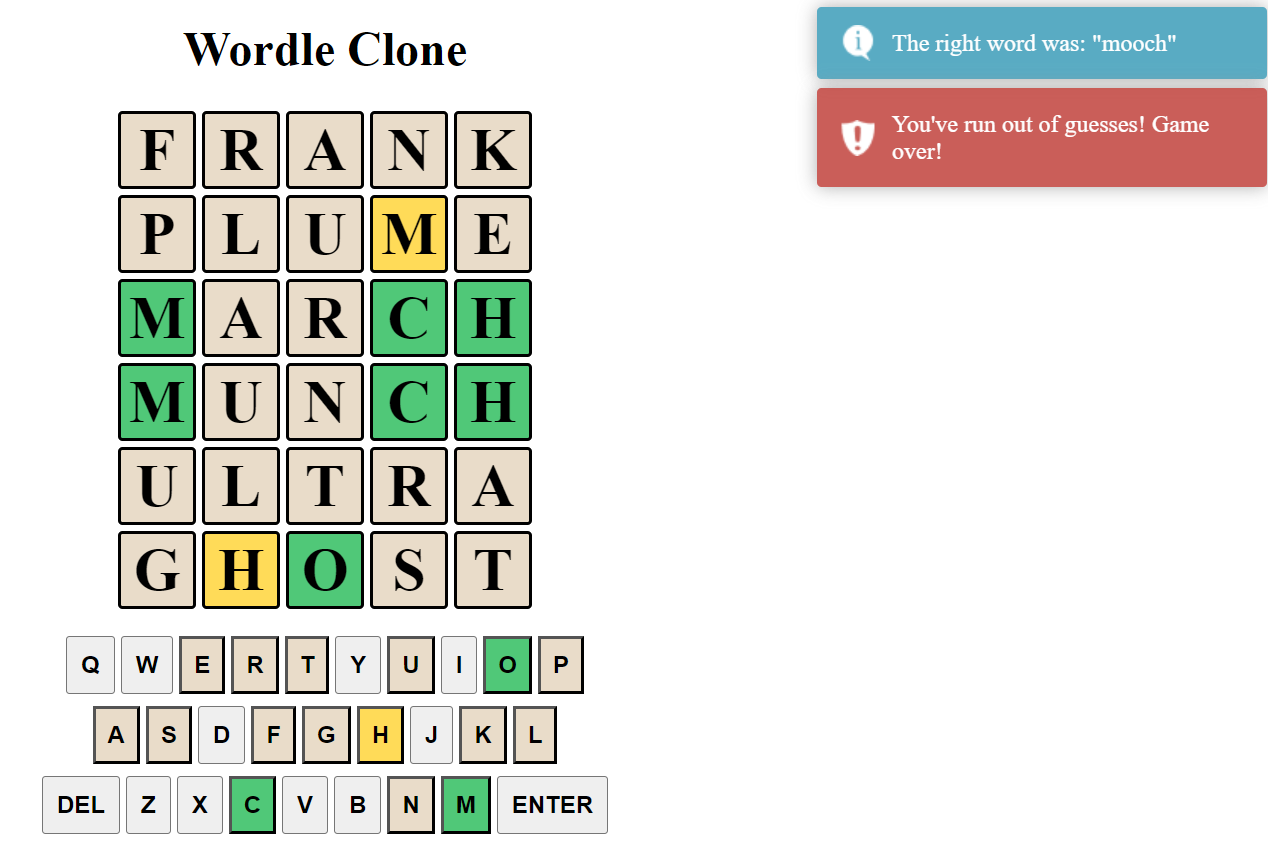 Wordle Clone
The right word was: "mooch"
You've run out of guesses! Game
over!
F R A N K
P L U M E
M A R C H
M U N C H
U L T R A
G H O S T
Q W E R T Y U I O P
A S D F G H J K L
DEL Z X C V B N M ENTER